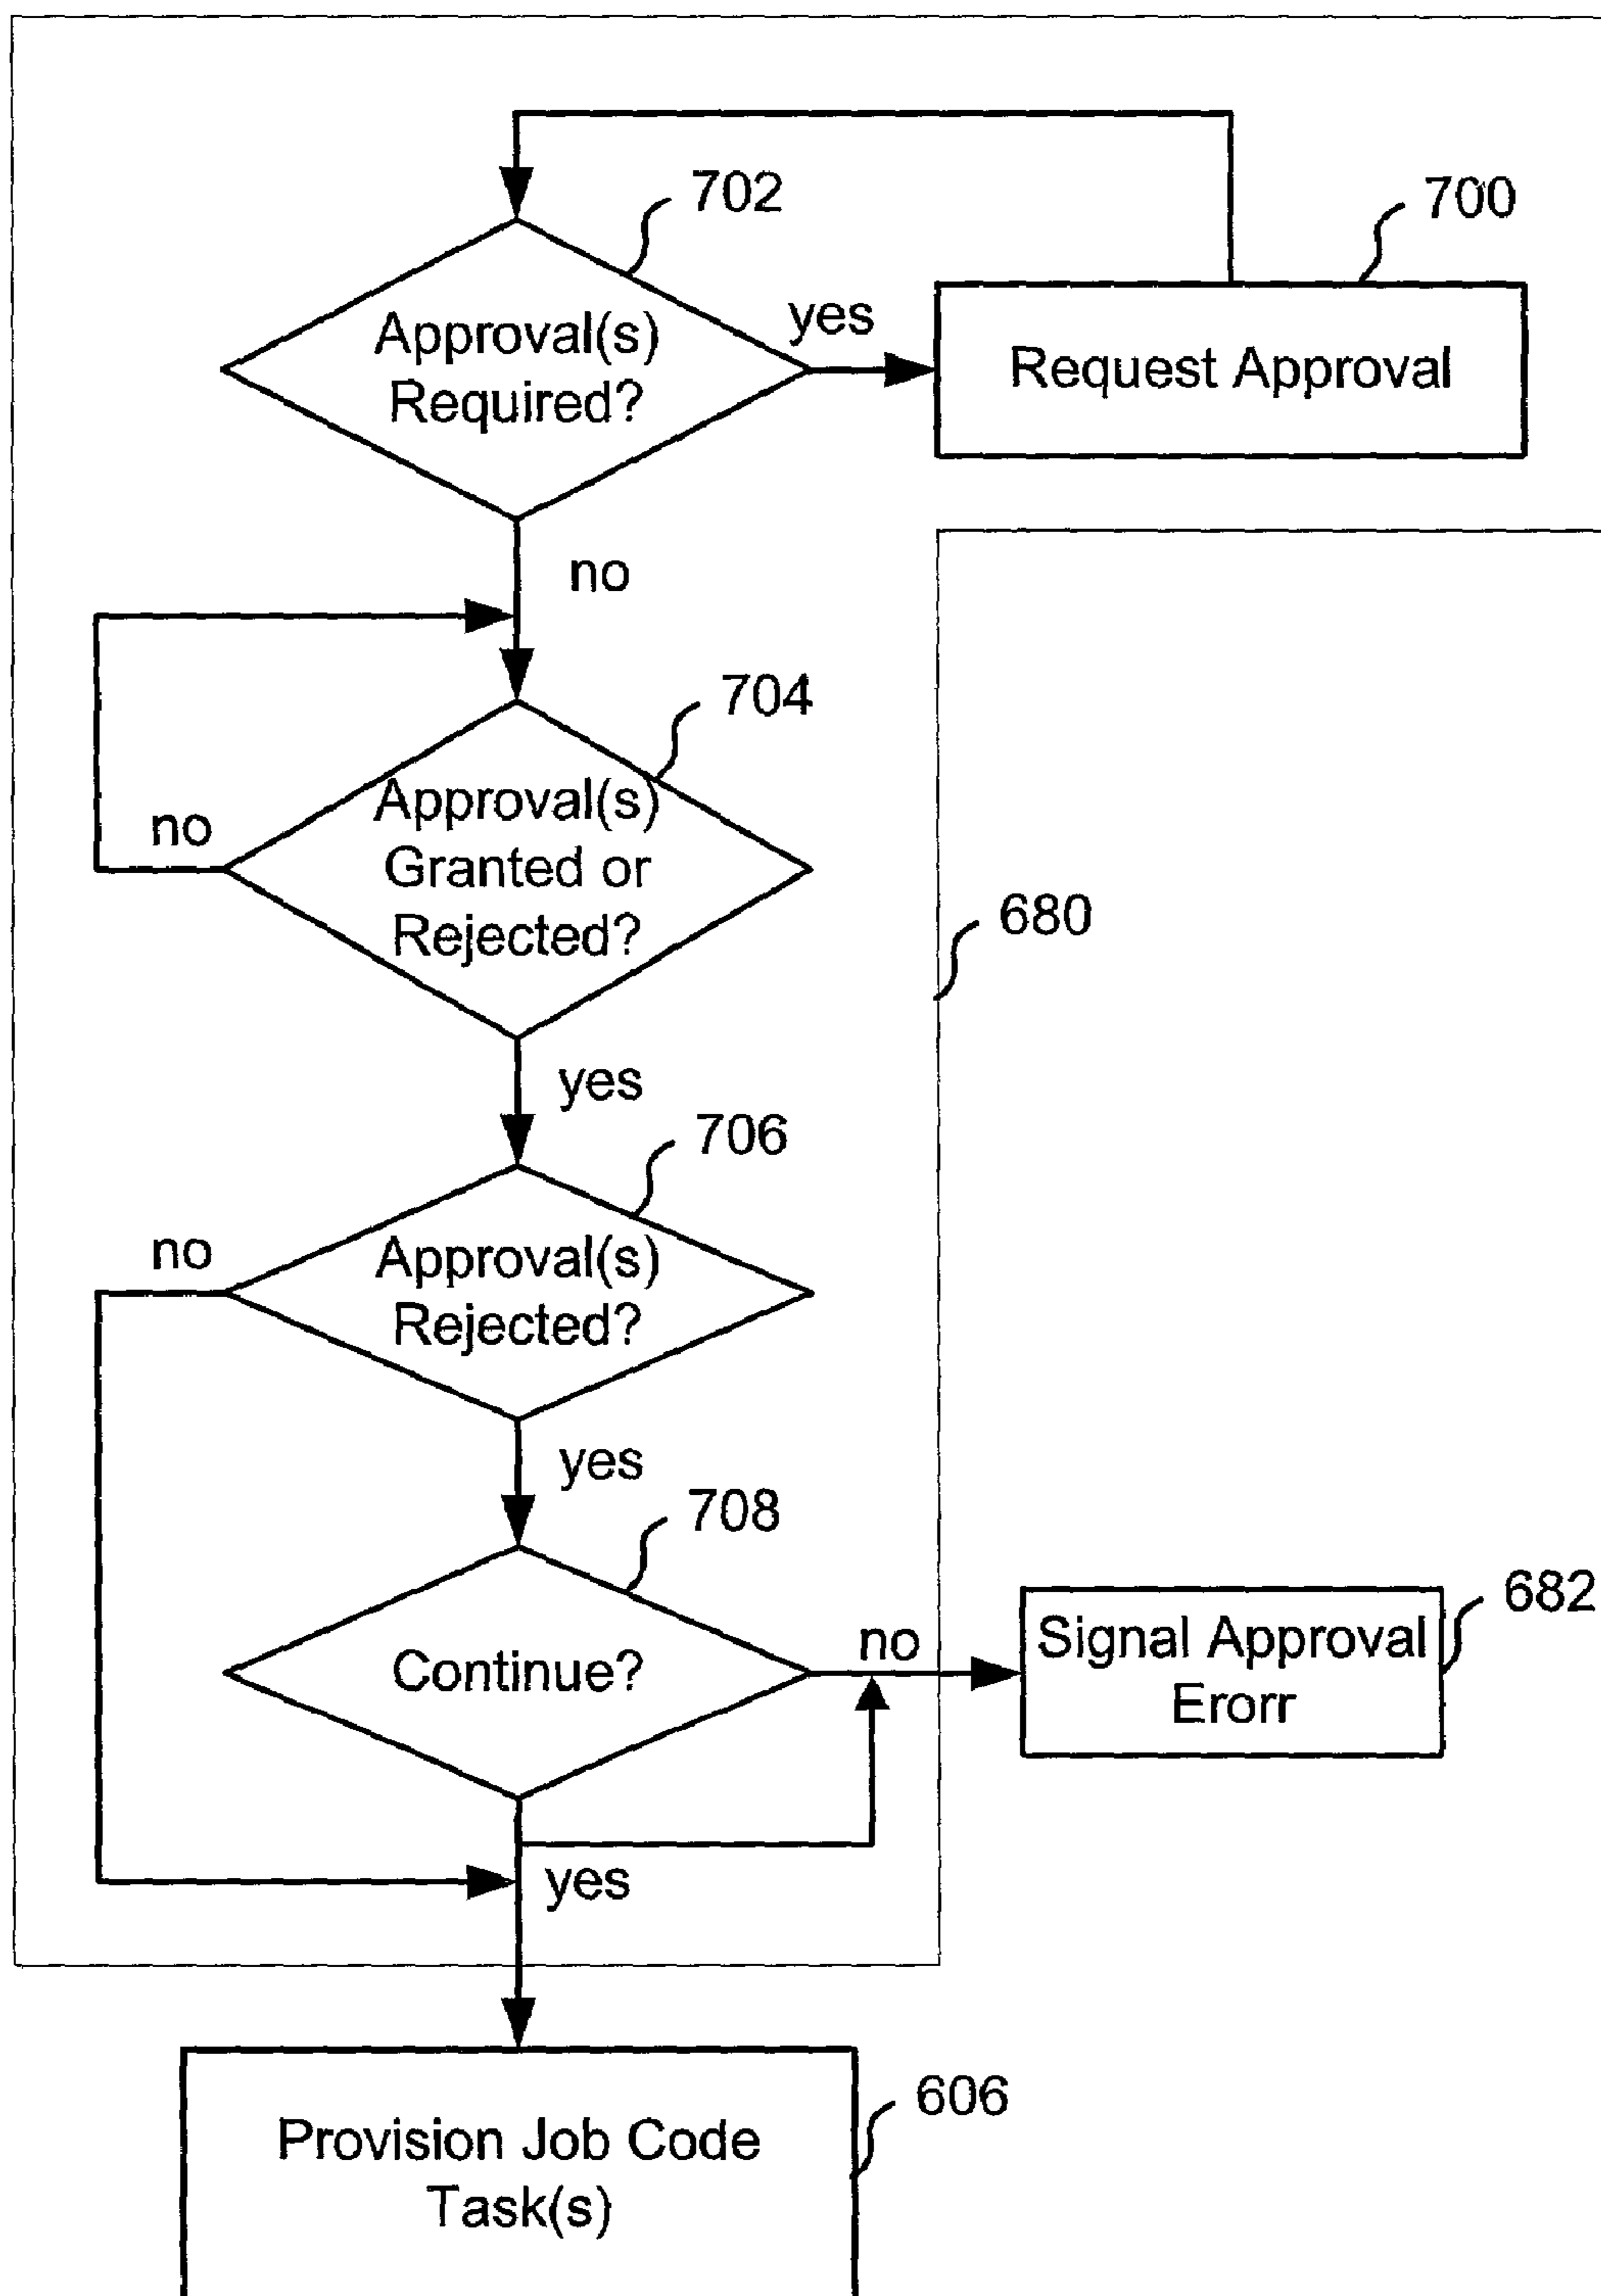 702
700
yes
Approval(s)
Required?
Request Approval
no
704
Approval(s)
Granted or
Rejected?
no
680
yes
706
no
Approval(s)
Rejected?
yes
708
Continue?
no
682
Signal Approval
Erorr
yes
606
Provision Job Code
Task(s)